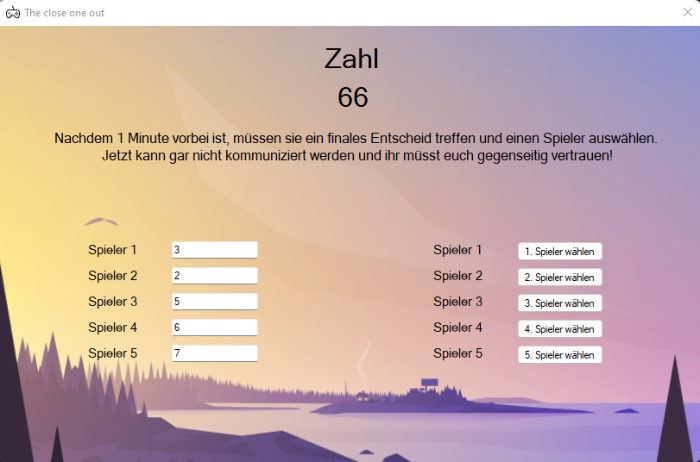 The close one out
Zahl
66
Nachdem 1 Minute vorbei ist, müssen sie ein finales Entscheid treffen und einen Spieler auswählen.
Jetzt kann gar nicht kommuniziert werden und ihr müsst euch gegenseitig vertrauen!
Spieler 1 3 Spieler 1 1. Spieler wählen
Spieler 2 2 Spieler 2 2. Spieler wählen
Spieler 3 5 Spieler 3 3. Spieler wählen
Spieler 4 6 Spieler 4 4. Spieler wählen
Spieler 5 7 Spieler 5 5. Spieler wählen